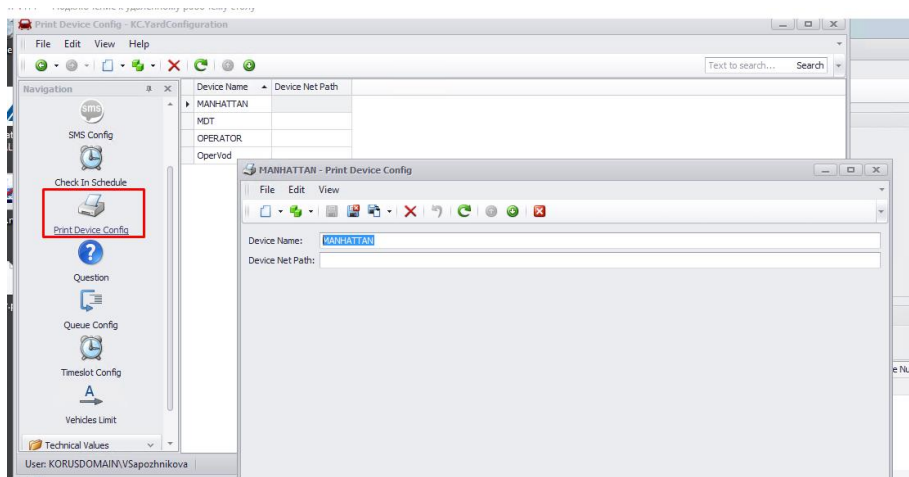 Print Device Config - KC.YardConfiguration
File Edit View Help
Text to search... Search
Navigation
Device Name Device Net Path
MANHATTAN
MDT
OPERATOR
OperVod
sms
SMS Config
Check In Schedule
Print Device Config
Question
Queue Config
Timeslot Config
A
Vehicles Limit
Technical Values
User: KORUSDOMAIN\VSapozhnikova
MANHATTAN - Print Device Config
File Edit View
Device Name: MANHATTAN
Device Net Path: